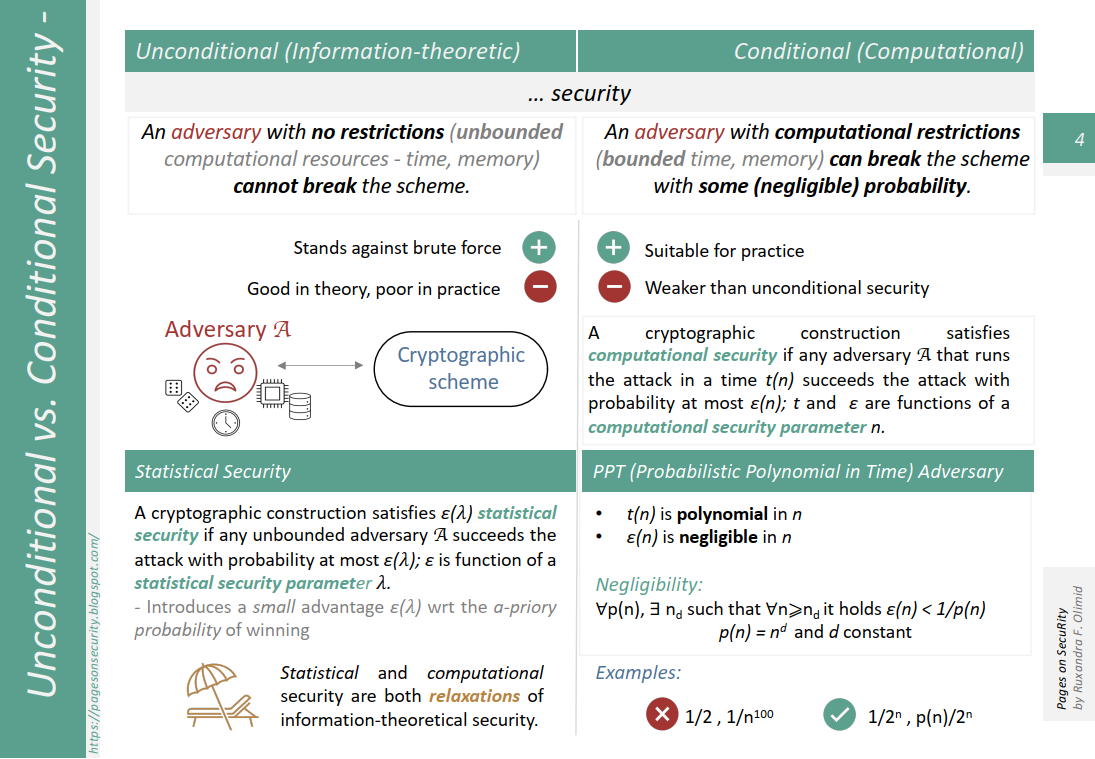 Unconditional vs. Conditional Security -
https://pagesonsecurity.blogspot.com/
Unconditional (Information-theoretic)
Conditional (Computational)
... security
An adversary with no restrictions (unbounded
computational resources - time, memory)
cannot break the scheme.
An adversary with computational restrictions
(bounded time, memory) can break the scheme
with some (negligible) probability.
4
Stands against brute force
Good in theory, poor in practice
Suitable for practice
Weaker than unconditional security
Adversary 𝒜
Cryptographic
scheme
A cryptographic construction satisfies
computational security if any adversary 𝒜 that runs
the attack in a time t(n) succeeds the attack with
probability at most ε(n); t and ε are functions of a
computational security parameter n.
Statistical Security
A cryptographic construction satisfies ε(λ) statistical
security if any unbounded adversary 𝒜 succeeds the
attack with probability at most ε(λ); ε is function of a
statistical security parameter λ.
- Introduces a small advantage ε(λ) wrt the a-priory
probability of winning
Statistical and computational
security are both relaxations of
information-theoretical security.
PPT (Probabilistic Polynomial in Time) Adversary
• t(n) is polynomial in n
• ε(n) is negligible in n
Negligibility:
∀p(n), ∃ n_d such that ∀n⩾n_d it holds ε(n) < 1/p(n)
p(n) = n^d and d constant
Examples:
1/2 , 1/n^100
1/2^n , p(n)/2^n
Pages on SecuRity
by Ruxandra F. Olimid